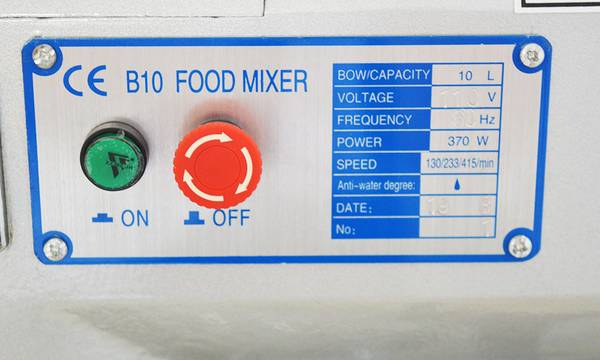 CE B10 FOOD MIXER
ON
OFF
BOW/CAPACITY 10 L
VOLTAGE V
FREQUENCY Hz
POWER 370 W
SPEED 130/233/415/min
Anti-water degree:
DATE:
No: 1